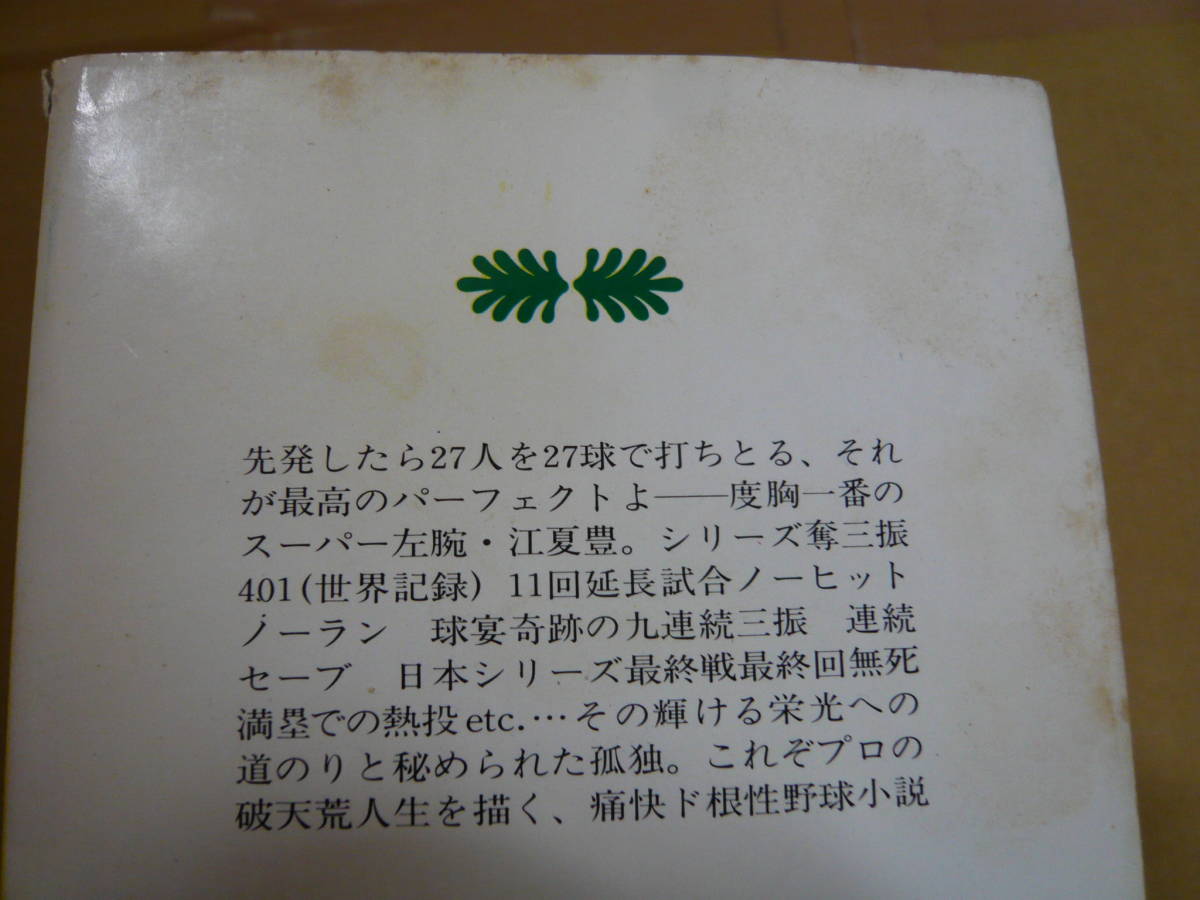 先発したら27人を27球で打ちとる、それ
が最高のパーフェクトよ――度胸一番の
スーパー左腕・江夏豊。シリーズ奪三振
401(世界記録) 11回延長試合ノーヒット
ノーラン　球宴奇跡の九連続三振　連続
セーブ　日本シリーズ最終戦最終回無死
満塁での熱投etc.…その輝ける栄光への
道のりと秘められた孤独。これぞプロの
破天荒人生を描く、痛快ド根性野球小説